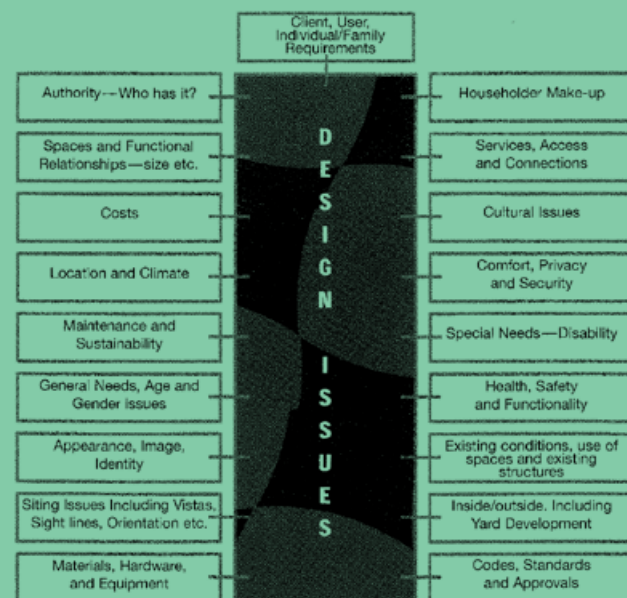 Client, User,
Individual/Family
Requirements
Authority—Who has it?
Spaces and Functional
Relationships—size etc.
Costs
Location and Climate
Maintenance and
Sustainability
General Needs, Age and
Gender Issues
Appearance, Image,
Identity
Siting Issues Including Vistas,
Sight lines, Orientation etc.
Materials, Hardware,
and Equipment
DESIGN ISSUES
Householder Make-up
Services, Access
and Connections
Cultural Issues
Comfort, Privacy
and Security
Special Needs—Disability
Health, Safety
and Functionality
Existing conditions, use of
spaces and existing
structures
Inside/outside. Including
Yard Development
Codes, Standards
and Approvals